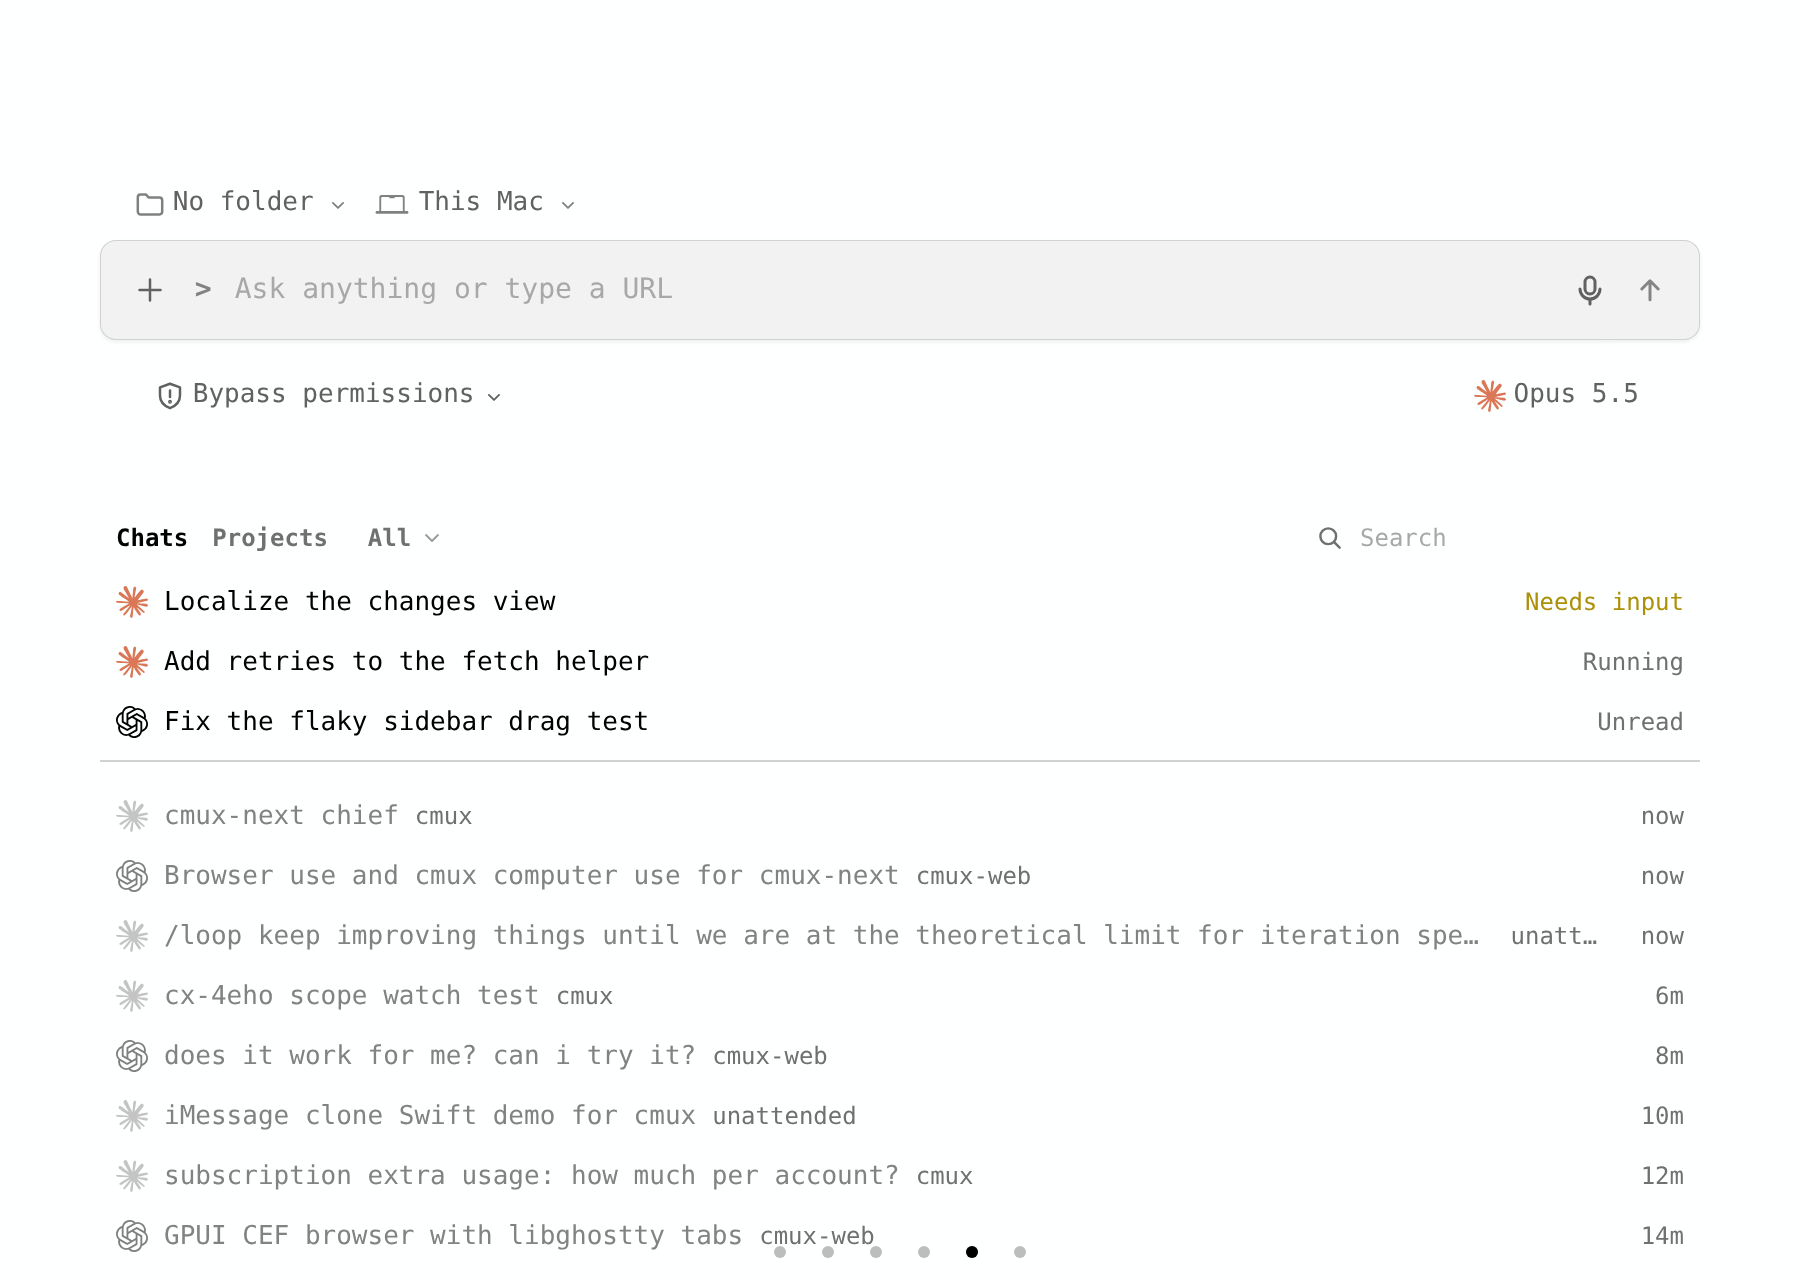 No folder This Mac
> Ask anything or type a URL
Bypass permissions Opus 5.5
Chats Projects All Search
Localize the changes view Needs input
Add retries to the fetch helper Running
Fix the flaky sidebar drag test Unread
cmux-next chief cmux now
Browser use and cmux computer use for cmux-next cmux-web now
/loop keep improving things until we are at the theoretical limit for iteration spe… unatt… now
cx-4eho scope watch test cmux 6m
does it work for me? can i try it? cmux-web 8m
iMessage clone Swift demo for cmux unattended 10m
subscription extra usage: how much per account? cmux 12m
GPUI CEF browser with libghostty tabs cmux-web 14m